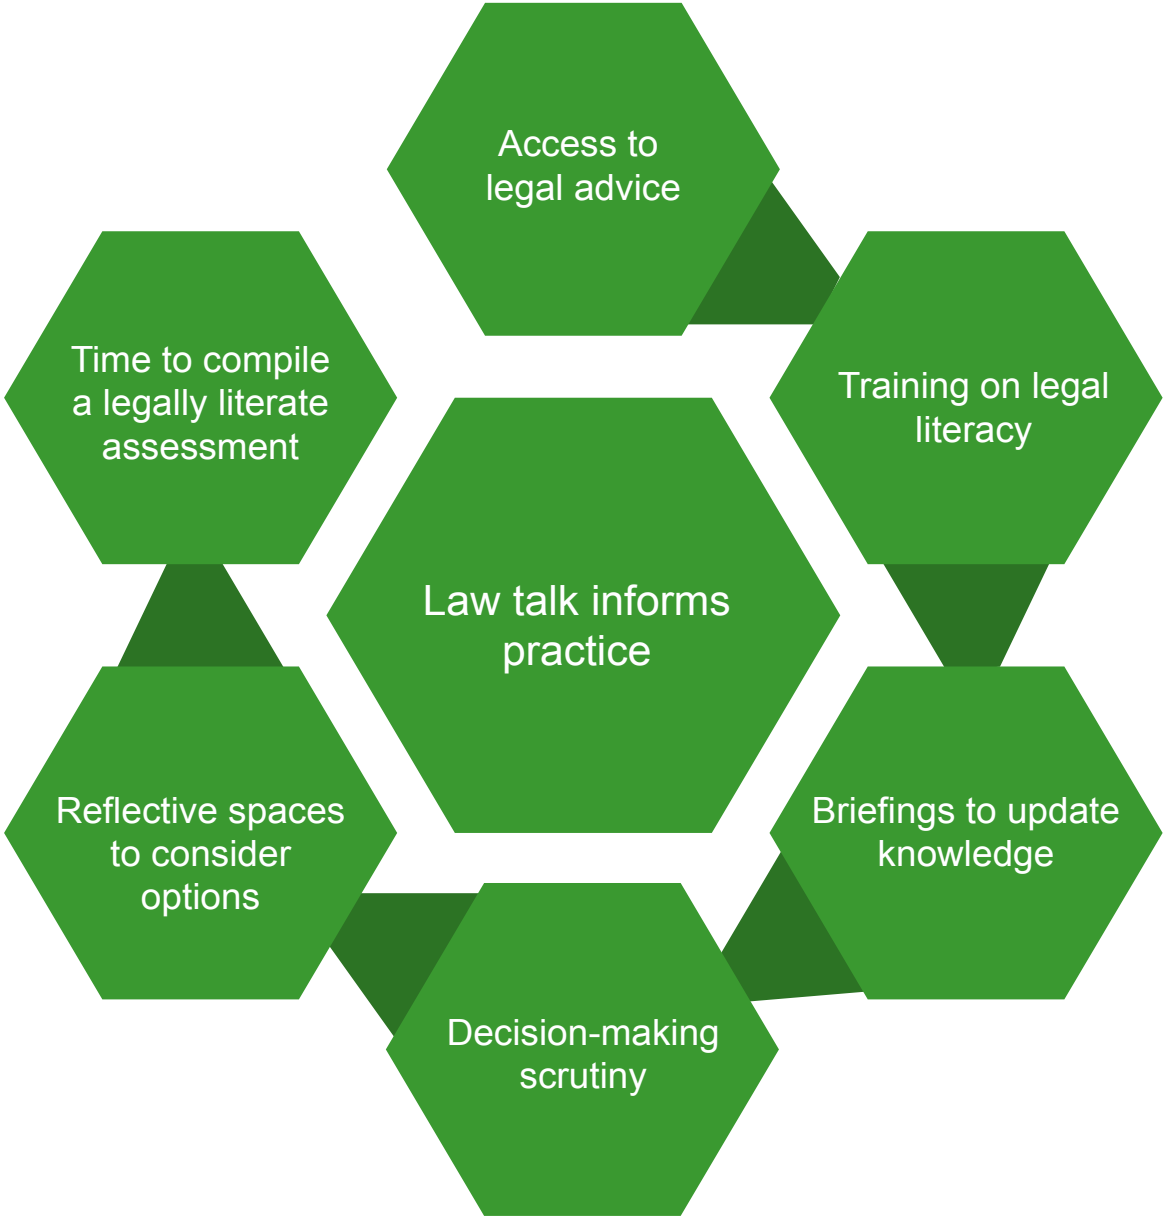 Access to
legal advice
Training on legal
literacy
Briefings to update
knowledge
Decision-making
scrutiny
Reflective spaces
to consider
options
Time to compile
a legally literate
assessment
Law talk informs
practice